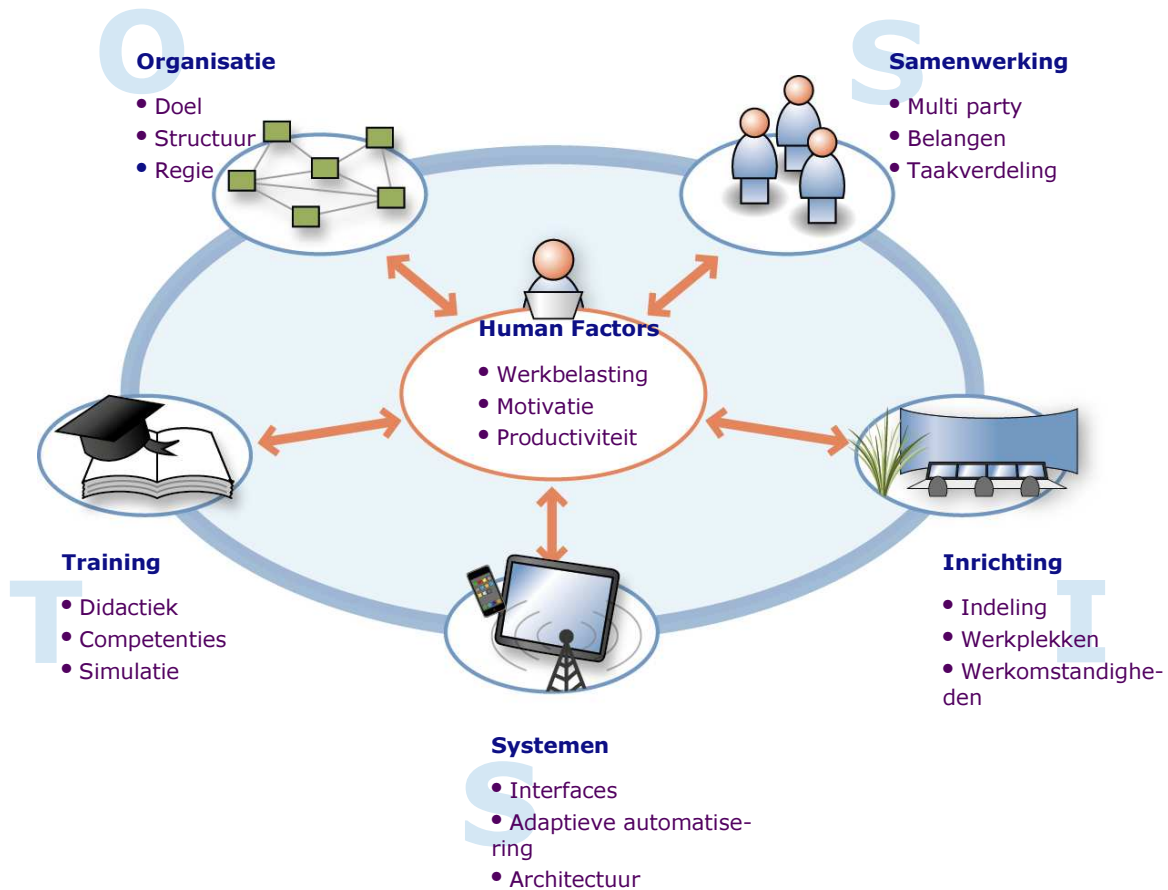 O
Organisatie
• Doel
• Structuur
• Regie
S
Samenwerking
• Multi party
• Belangen
• Taakverdeling
Human Factors
• Werkbelasting
• Motivatie
• Productiviteit
T
Training
• Didactiek
• Competenties
• Simulatie
I
Inrichting
• Indeling
• Werkplekken
• Werkomstandighe-
den
S
Systemen
• Interfaces
• Adaptieve automatise-
ring
• Architectuur